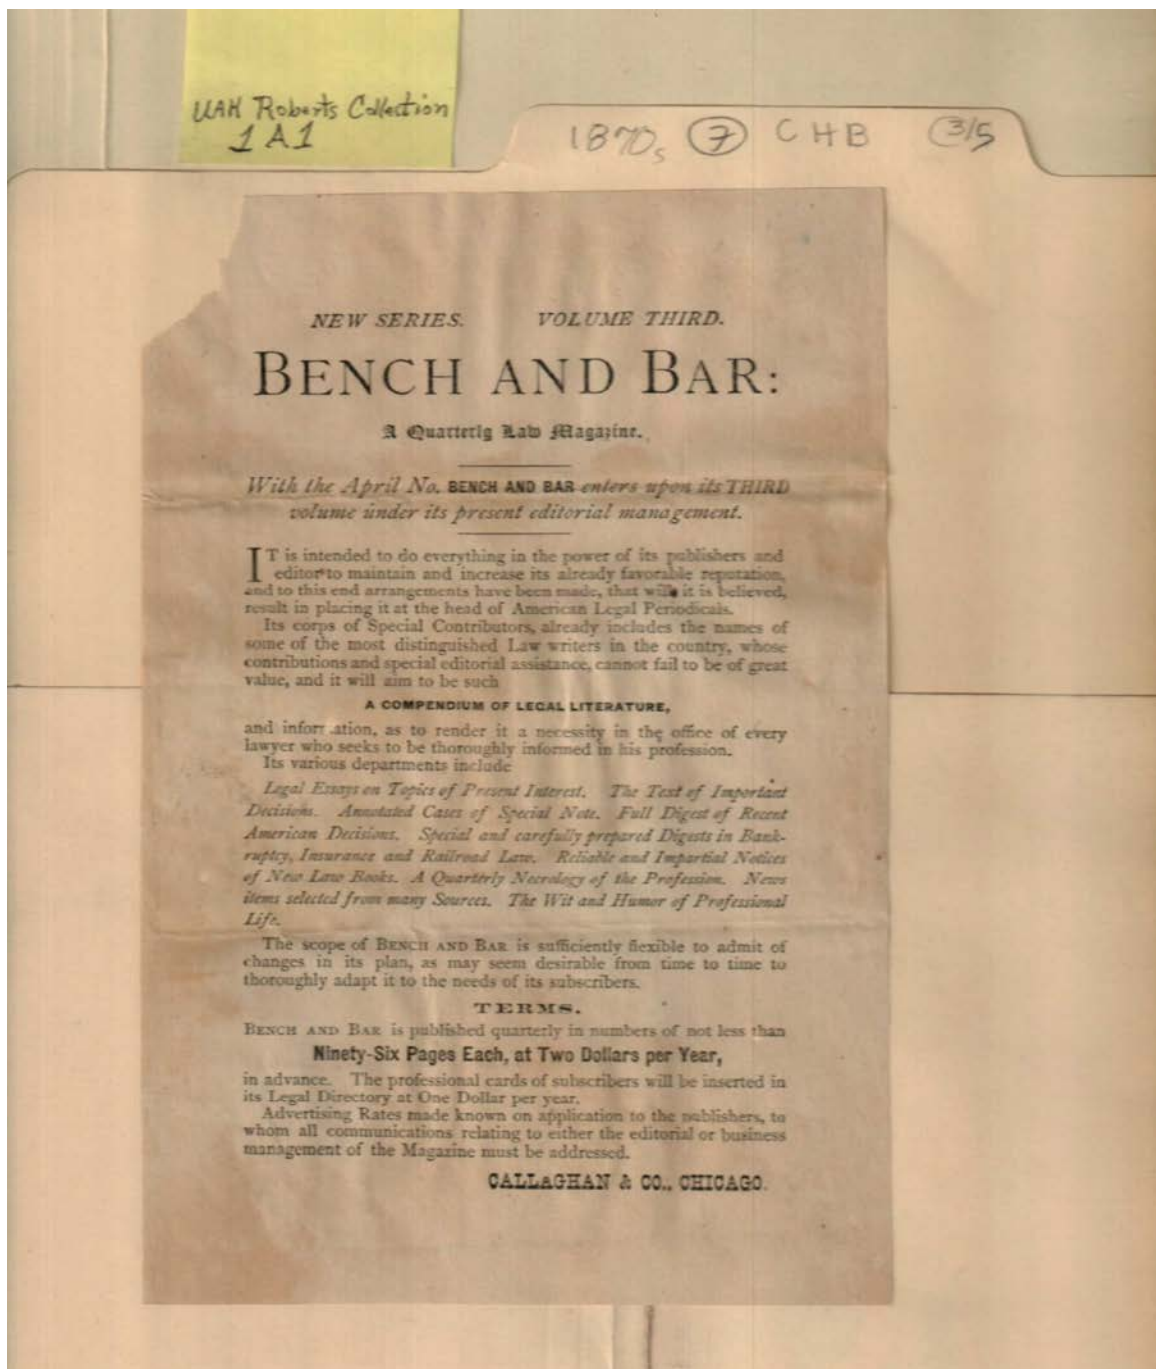 UAH Roberts Collection
1A1
1870s 7 CHB 3/5
NEW SERIES. VOLUME THIRD.
BENCH AND BAR:
A Quarterly Law Magazine.
With the April No. BENCH AND BAR enters upon its THIRD
volume under its present editorial management.
IT is intended to do everything in the power of its publishers and
editor to maintain and increase its already favorable reputation,
and to this end arrangements have been made, that will it is believed,
result in placing it at the head of American Legal Periodicals.
Its corps of Special Contributors, already includes the names of
some of the most distinguished Law writers in the country, whose
contributions and special editorial assistance, cannot fail to be of great
value, and it will aim to be such
A COMPENDIUM OF LEGAL LITERATURE,
and information, as to render it a necessity in the office of every
lawyer who seeks to be thoroughly informed in his profession.
Its various departments include
Legal Essays on Topics of Present Interest. The Text of Important
Decisions. Annotated Cases of Special Note. Full Digest of Recent
American Decisions. Special and carefully prepared Digests in Bank-
ruptcy, Insurance and Railroad Law. Reliable and Impartial Notices
of New Law Books. A Quarterly Necrology of the Profession. News
items selected from many Sources. The Wit and Humor of Professional
Life.
The scope of BENCH AND BAR is sufficiently flexible to admit of
changes in its plan, as may seem desirable from time to time to
thoroughly adapt it to the needs of its subscribers.
TERMS.
BENCH AND BAR is published quarterly in numbers of not less than
Ninety-Six Pages Each, at Two Dollars per Year,
in advance. The professional cards of subscribers will be inserted in
its Legal Directory at One Dollar per year.
Advertising Rates made known on application to the publishers, to
whom all communications relating to either the editorial or business
management of the Magazine must be addressed.
CALLAGHAN & CO., CHICAGO.